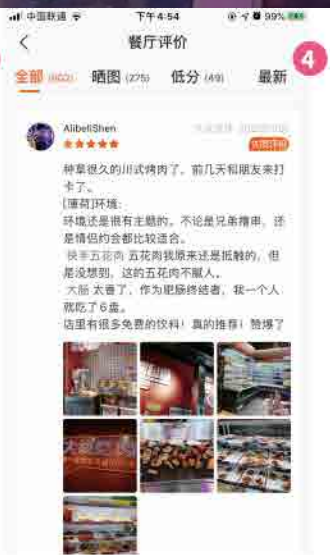 中国联通 下午4:54 99%
餐厅评价
4
全部 (602) 晒图 (275) 低分 (49) 最新
AlibeliShen
种草很久的川式烤肉了，前几天和朋友来打
卡了。
[薄荷]环境:
环境还是很有主题的。不论是兄弟撸串，还
是情侣约会都比较适合。
五花肉 五花肉我原来还是抵触的，但
是没想到，这的五花肉不腻人。
大肠 太香了，作为肥肠终结者，我一个人
就吃了6盘。
店里有很多免费的饮料！真的推荐！赞爆了